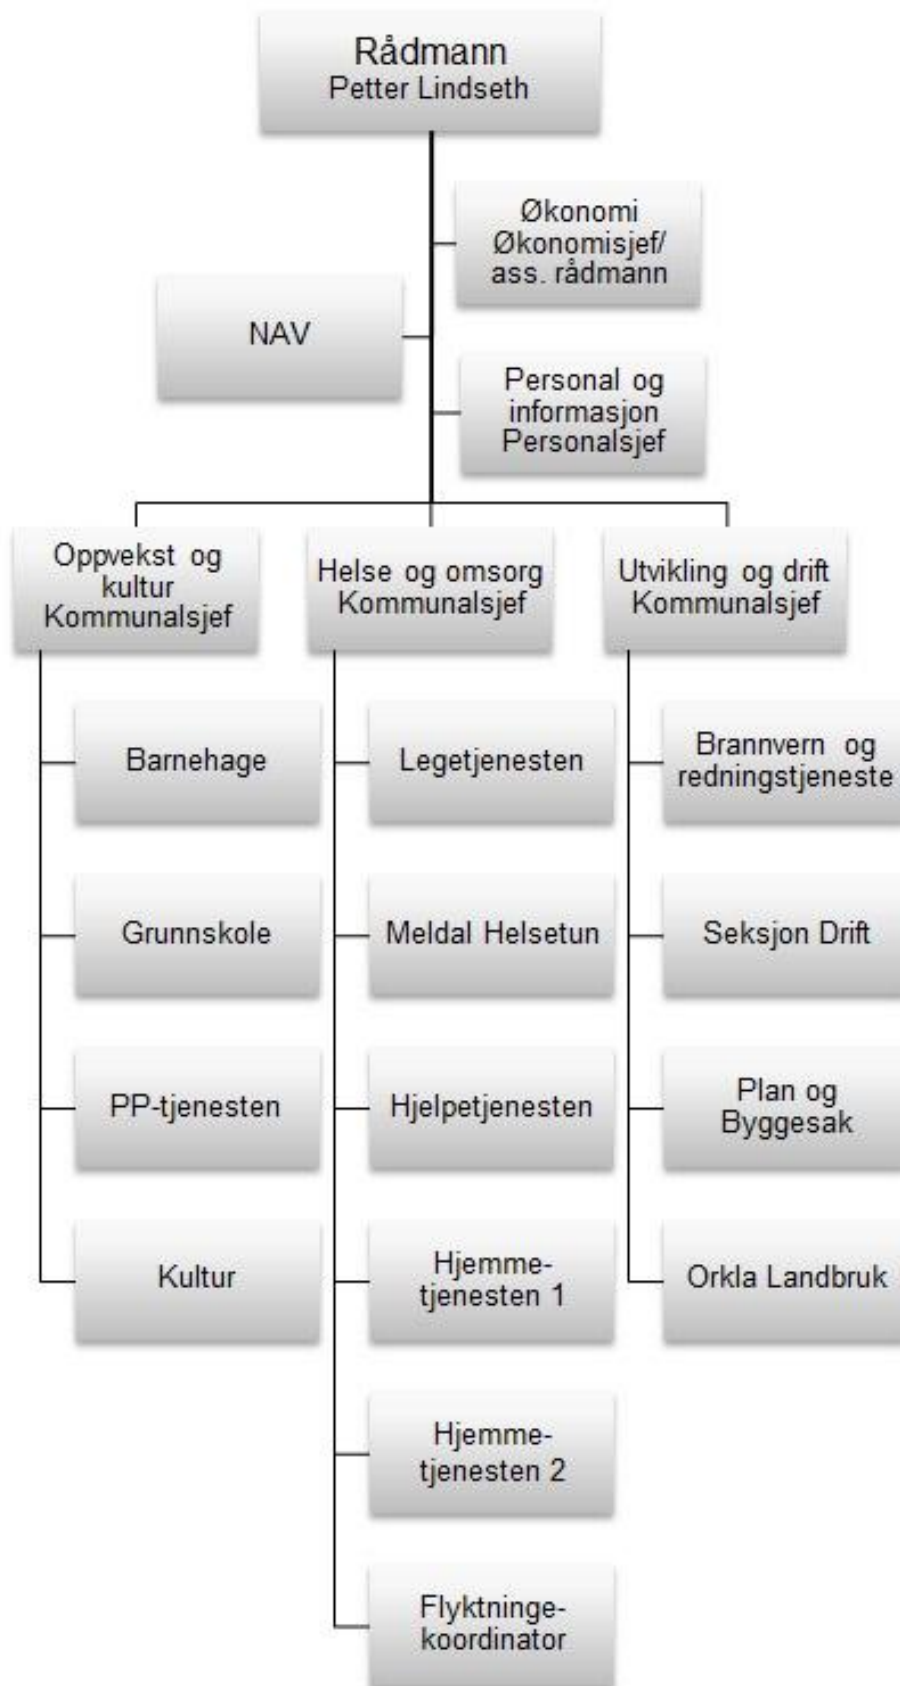 Rådmann
Petter Lindseth
Økonomi
Økonomisjef/
ass. rådmann
NAV
Personal og
informasjon
Personalsjef
Oppvekst og
kultur
Kommunalsjef
Helse og omsorg
Kommunalsjef
Utvikling og drift
Kommunalsjef
Barnehage
Grunnskole
PP-tjenesten
Kultur
Legetjenesten
Meldal Helsetun
Hjelpetjenesten
Hjemme-
tjenesten 1
Hjemme-
tjenesten 2
Flyktninge-
koordinator
Brannvern og
redningstjeneste
Seksjon Drift
Plan og
Byggesak
Orkla Landbruk